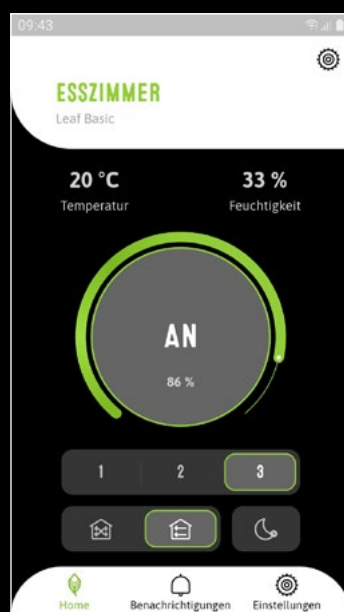 09:43
ESSZIMMER
Leaf Basic
20 °C
33 %
Temperatur
Feuchtigkeit
AN
86 %
1 2 3
Home Benachrichtigungen Einstellungen